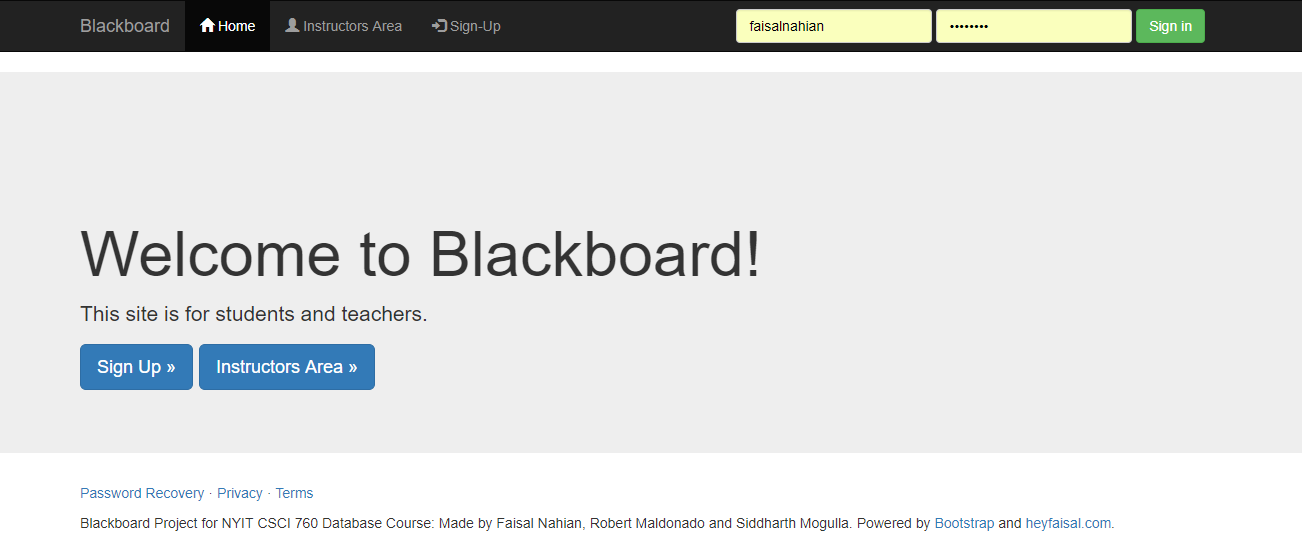 Blackboard Home Instructors Area Sign-Up faisalnahian •••••••• Sign in
Welcome to Blackboard!
This site is for students and teachers.
Sign Up » Instructors Area »
Password Recovery · Privacy · Terms
Blackboard Project for NYIT CSCI 760 Database Course: Made by Faisal Nahian, Robert Maldonado and Siddharth Mogulla. Powered by Bootstrap and heyfaisal.com.